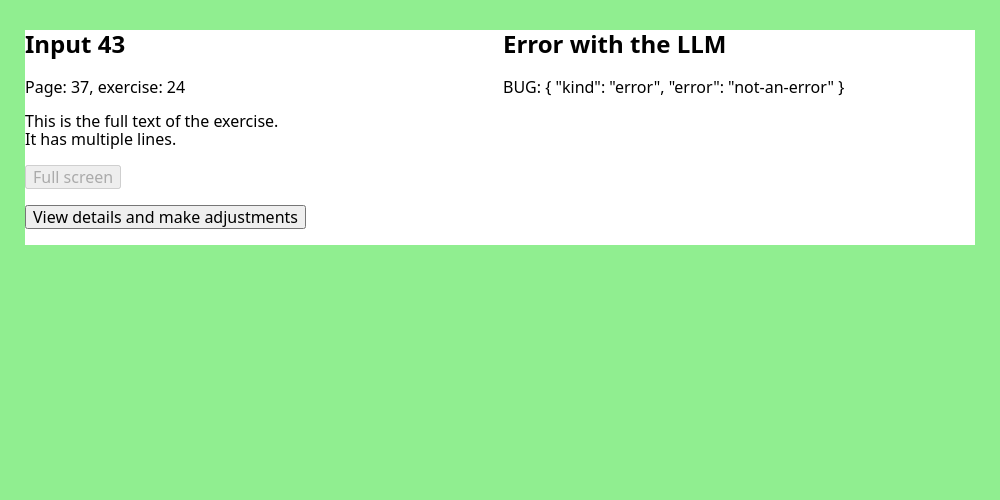 Input 43
Page: 37, exercise: 24
This is the full text of the exercise.
It has multiple lines.
Full screen
View details and make adjustments
Error with the LLM
BUG: { "kind": "error", "error": "not-an-error" }